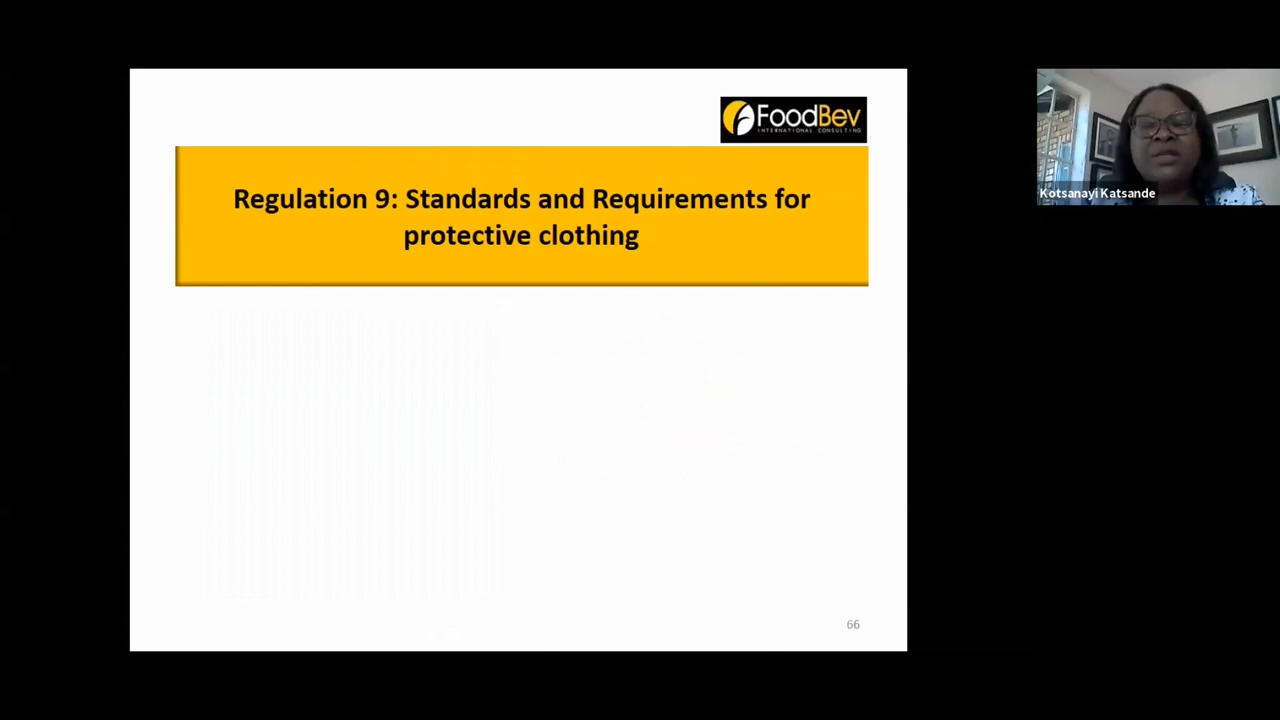 FoodBev
INTERNATIONAL CONSULTING
Regulation 9: Standards and Requirements for
protective clothing
Kotsanayi Katsande
66